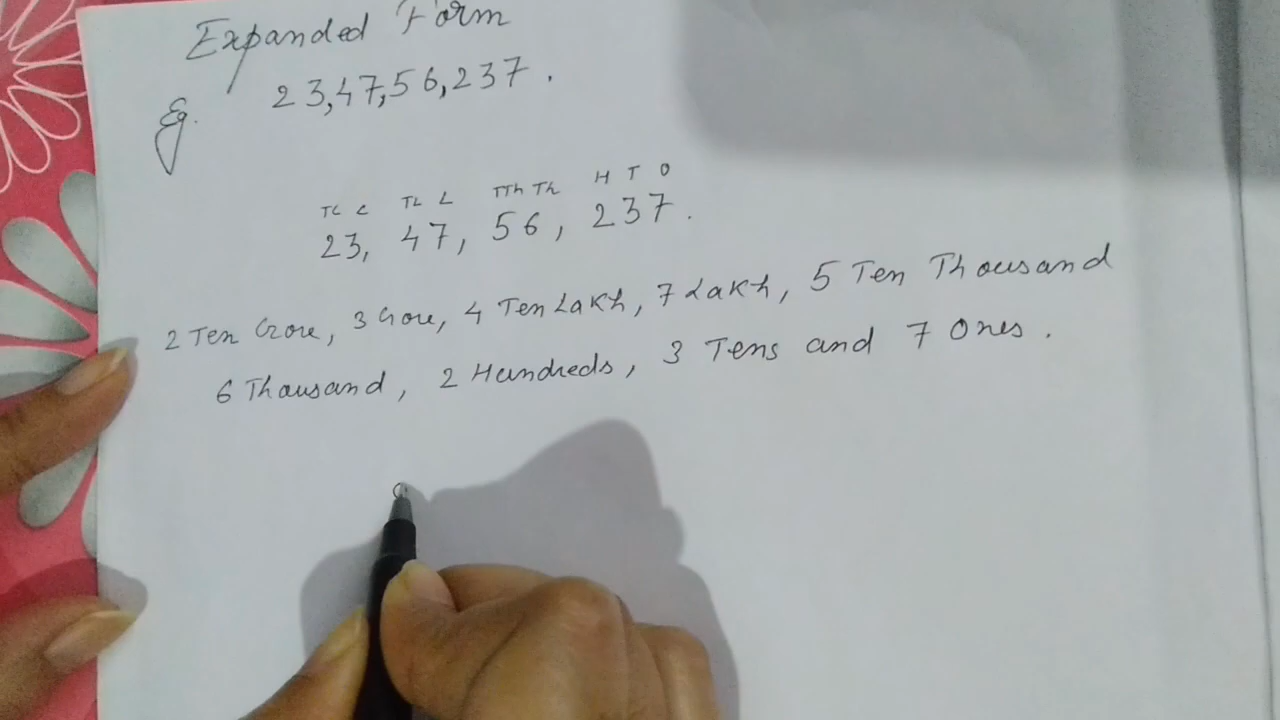 Expanded Form
Eg. 23,47,56,237.
TC C TL L TTh Th H T O
23, 47, 56, 237.
2 Ten Crore, 3 Crore, 4 Ten Lakh, 7 Lakh, 5 Ten Thousand
6 Thousand, 2 Hundreds, 3 Tens and 7 Ones.